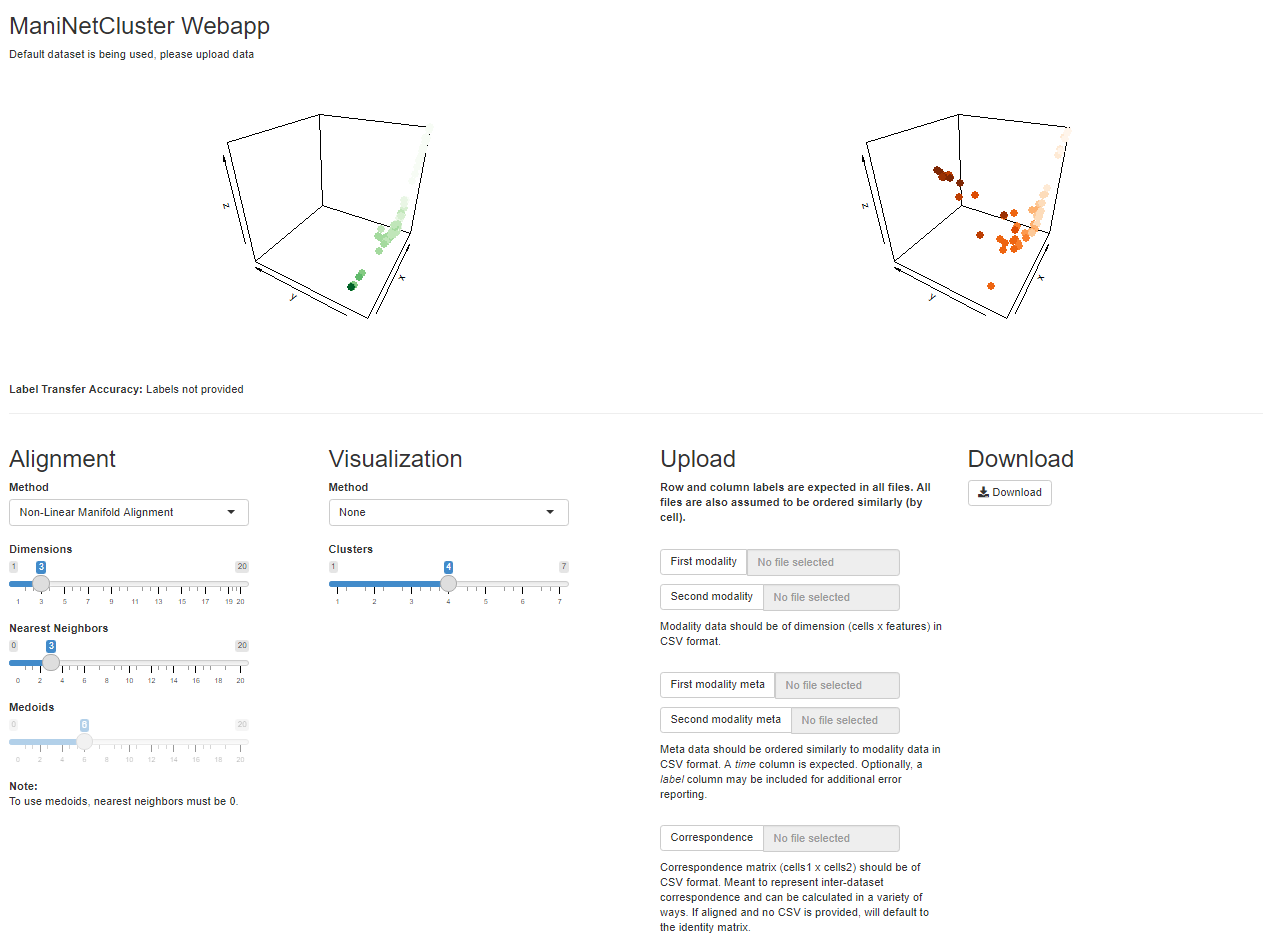 ManiNetCluster Webapp
Default dataset is being used, please upload data
z
y
x
z
y
x
Label Transfer Accuracy: Labels not provided
Alignment
Method
Non-Linear Manifold Alignment
Dimensions
1 3 20
1 3 5 7 9 11 13 15 17 19 20
Nearest Neighbors
0 3 20
0 2 4 6 8 10 12 14 16 18 20
Medoids
0 6 20
0 2 4 6 8 10 12 14 16 18 20
Note:
To use medoids, nearest neighbors must be 0.
Visualization
Method
None
Clusters
1 4 7
1 2 3 4 5 6 7
Upload
Row and column labels are expected in all files. All
files are also assumed to be ordered similarly (by
cell).
First modality No file selected
Second modality No file selected
Modality data should be of dimension (cells x features) in
CSV format.
First modality meta No file selected
Second modality meta No file selected
Meta data should be ordered similarly to modality data in
CSV format. A time column is expected. Optionally, a
label column may be included for additional error
reporting.
Correspondence No file selected
Correspondence matrix (cells1 x cells2) should be of
CSV format. Meant to represent inter-dataset
correspondence and can be calculated in a variety of
ways. If aligned and no CSV is provided, will default to
the identity matrix.
Download
Download